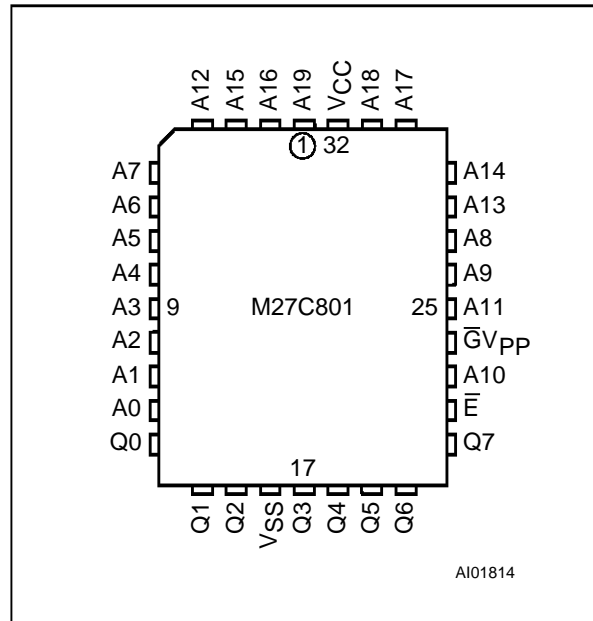 A12 A15 A16 A19 VCC A18 A17
1 32
A7 A14
A6 A13
A5 A8
A4 A9
A3 9 M27C801 25 A11
A2 G̅VPP
A1 A10
A0 E̅
Q0 Q7
17
Q1 Q2 VSS Q3 Q4 Q5 Q6
AI01814